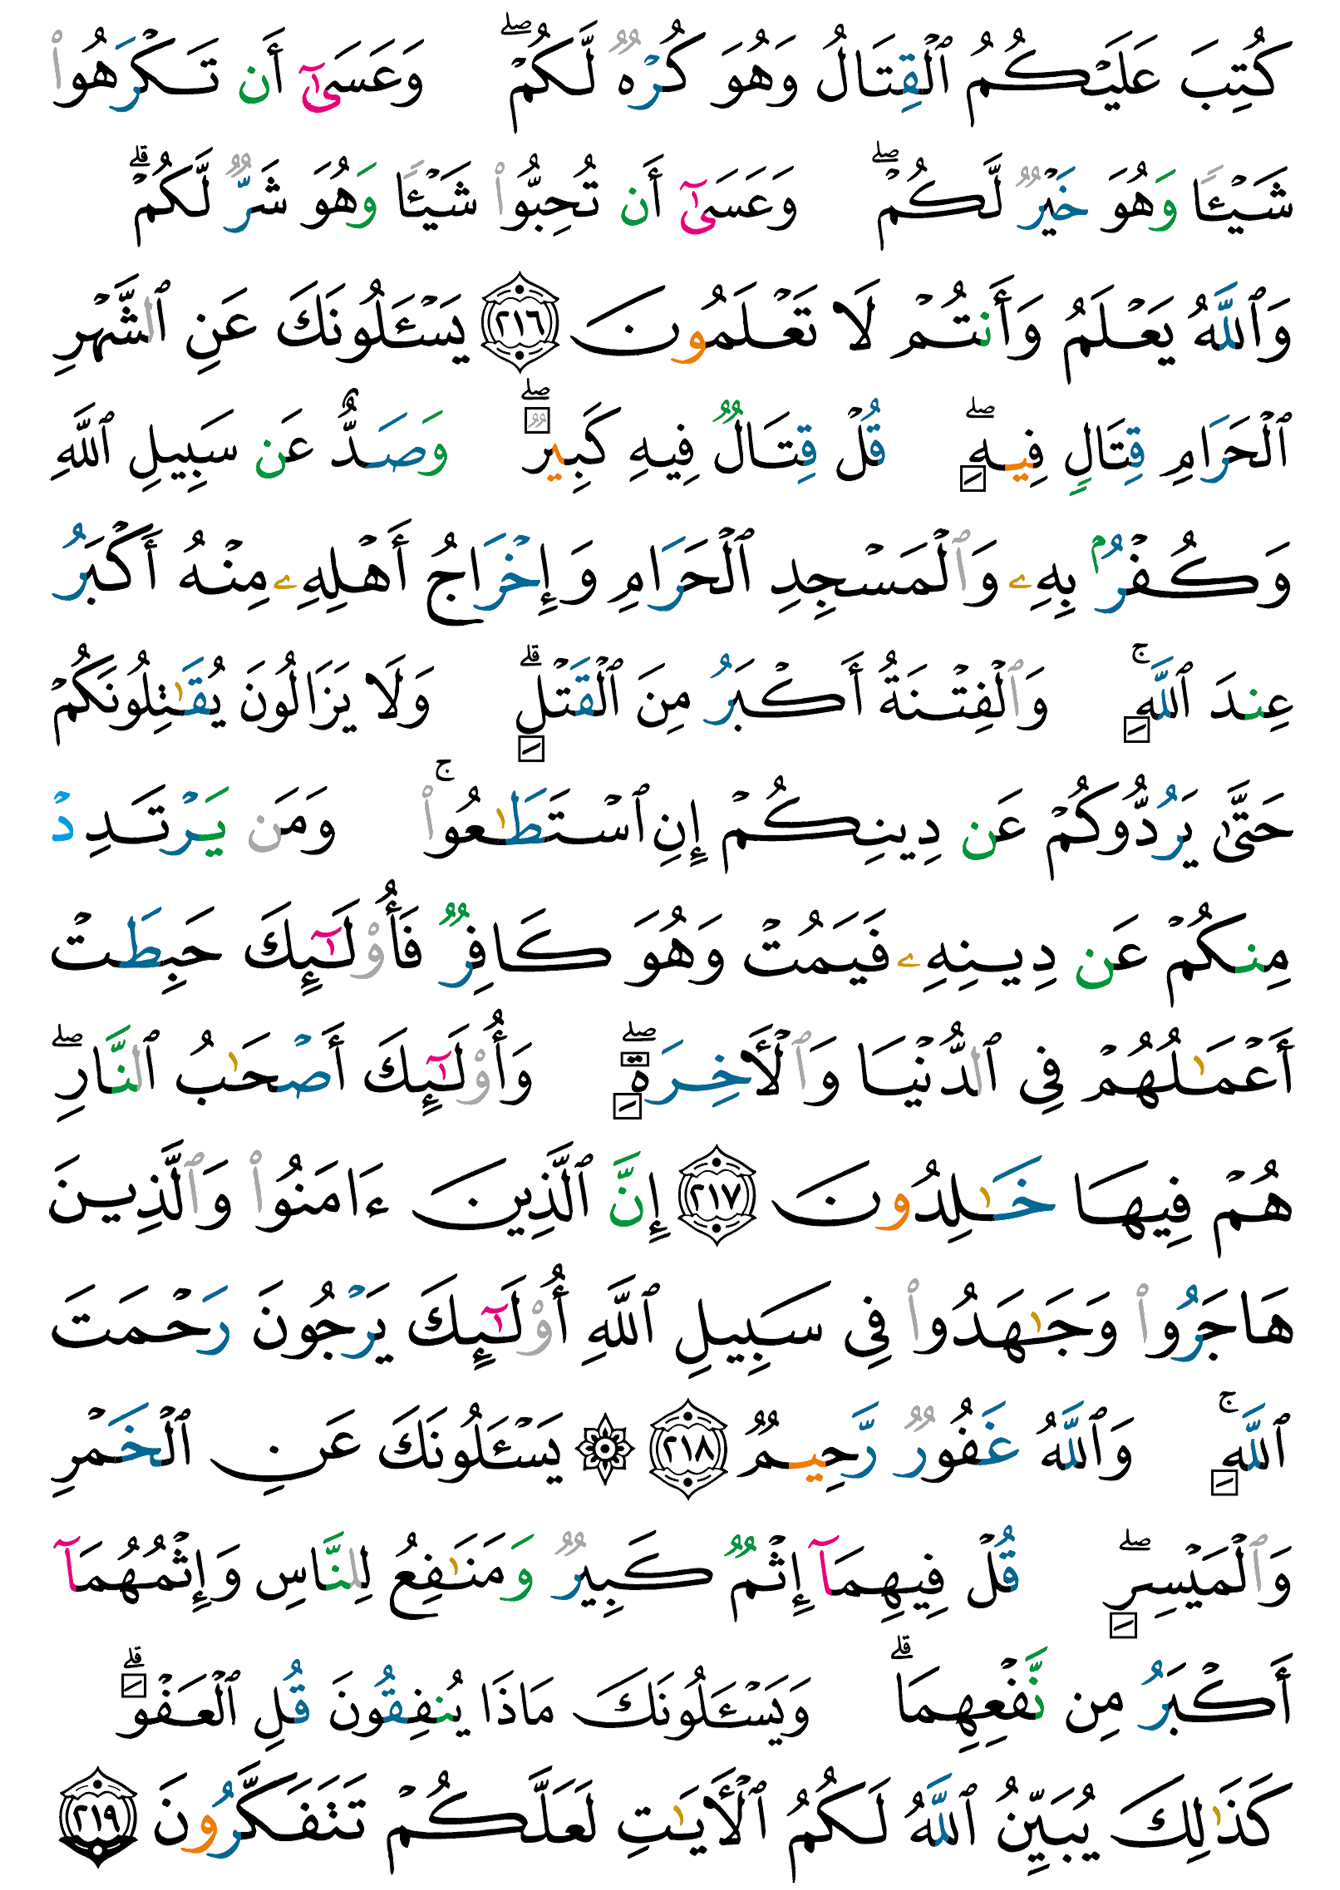 كُتِبَ عَلَيْكُمُ ٱلْقِتَالُ وَهُوَ كُرْهٌ لَّكُمْ ۖ وَعَسَىٰٓ أَن تَكْرَهُوا۟
شَيْـًٔا وَهُوَ خَيْرٌ لَّكُمْ ۖ وَعَسَىٰٓ أَن تُحِبُّوا۟ شَيْـًٔا وَهُوَ شَرٌّ لَّكُمْ ۗ
وَٱللَّهُ يَعْلَمُ وَأَنتُمْ لَا تَعْلَمُونَ ٢١٦ يَسْـَٔلُونَكَ عَنِ ٱلشَّهْرِ
ٱلْحَرَامِ قِتَالٍ فِيهِ ۖ قُلْ قِتَالٌ فِيهِ كَبِيرٌ ۖ وَصَدٌّ عَن سَبِيلِ ٱللَّهِ
وَكُفْرٌۢ بِهِۦ وَٱلْمَسْجِدِ ٱلْحَرَامِ وَإِخْرَاجُ أَهْلِهِۦ مِنْهُ أَكْبَرُ
عِندَ ٱللَّهِ ۚ وَٱلْفِتْنَةُ أَكْبَرُ مِنَ ٱلْقَتْلِ ۗ وَلَا يَزَالُونَ يُقَـٰتِلُونَكُمْ
حَتَّىٰ يَرُدُّوكُمْ عَن دِينِكُمْ إِنِ ٱسْتَطَـٰعُوا۟ ۚ وَمَن يَرْتَدِدْ
مِنكُمْ عَن دِينِهِۦ فَيَمُتْ وَهُوَ كَافِرٌ فَأُو۟لَـٰٓئِكَ حَبِطَتْ
أَعْمَـٰلُهُمْ فِى ٱلدُّنْيَا وَٱلْـَٔاخِرَةِ ۖ وَأُو۟لَـٰٓئِكَ أَصْحَـٰبُ ٱلنَّارِ ۖ
هُمْ فِيهَا خَـٰلِدُونَ ٢١٧ إِنَّ ٱلَّذِينَ ءَامَنُوا۟ وَٱلَّذِينَ
هَاجَرُوا۟ وَجَـٰهَدُوا۟ فِى سَبِيلِ ٱللَّهِ أُو۟لَـٰٓئِكَ يَرْجُونَ رَحْمَتَ
ٱللَّهِ ۚ وَٱللَّهُ غَفُورٌ رَّحِيمٌ ٢١٨ ۞ يَسْـَٔلُونَكَ عَنِ ٱلْخَمْرِ
وَٱلْمَيْسِرِ ۖ قُلْ فِيهِمَآ إِثْمٌ كَبِيرٌ وَمَنَـٰفِعُ لِلنَّاسِ وَإِثْمُهُمَآ
أَكْبَرُ مِن نَّفْعِهِمَا ۗ وَيَسْـَٔلُونَكَ مَاذَا يُنفِقُونَ قُلِ ٱلْعَفْوَ ۗ
كَذَٰلِكَ يُبَيِّنُ ٱللَّهُ لَكُمُ ٱلْـَٔايَـٰتِ لَعَلَّكُمْ تَتَفَكَّرُونَ ٢١٩